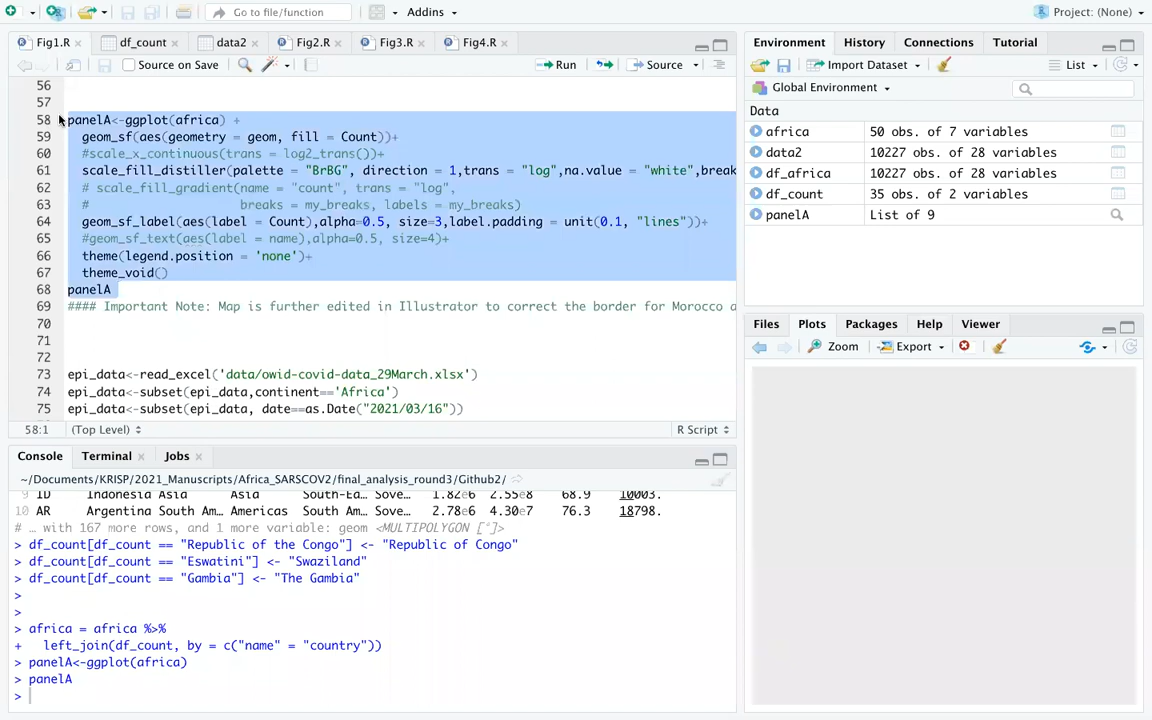 Go to file/function
Addins
Project: (None)
Fig1.R
df_count
data2
Fig2.R
Fig3.R
Fig4.R
Source on Save
Run
Source
56
57
58 panelA<-ggplot(africa) +
59 geom_sf(aes(geometry = geom, fill = Count))+
60 #scale_x_continuous(trans = log2_trans())+
61 scale_fill_distiller(palette = "BrBG", direction = 1,trans = "log",na.value = "white",break
62 # scale_fill_gradient(name = "count", trans = "log",
63 # breaks = my_breaks, labels = my_breaks)
64 geom_sf_label(aes(label = Count),alpha=0.5, size=3,label.padding = unit(0.1, "lines"))+
65 #geom_sf_text(aes(label = name),alpha=0.5, size=4)+
66 theme(legend.position = 'none')+
67 theme_void()
68 panelA
69 #### Important Note: Map is further edited in Illustrator to correct the border for Morocco a
70
71
72
73 epi_data<-read_excel('data/owid-covid-data_29March.xlsx')
74 epi_data<-subset(epi_data,continent=='Africa')
75 epi_data<-subset(epi_data, date==as.Date("2021/03/16"))
58:1
(Top Level)
R Script
Console
Terminal
Jobs
~/Documents/KRISP/2021_Manuscripts/Africa_SARSCOV2/final_analysis_round3/Github2/
9 ID Indonesia Asia Asia South-Ea… Sove… 1.82e6 2.55e8 68.9 10003.
10 AR Argentina South Am… Americas South Am… Sove… 2.78e6 4.30e7 76.3 18798.
# … with 167 more rows, and 1 more variable: geom <MULTIPOLYGON [°]>
> df_count[df_count == "Republic of the Congo"] <- "Republic of Congo"
> df_count[df_count == "Eswatini"] <- "Swaziland"
> df_count[df_count == "Gambia"] <- "The Gambia"
>
>
> africa = africa %>%
+ left_join(df_count, by = c("name" = "country"))
> panelA<-ggplot(africa)
> panelA
>
Environment
History
Connections
Tutorial
Import Dataset
List
Global Environment
Data
africa 50 obs. of 7 variables
data2 10227 obs. of 28 variables
df_africa 10227 obs. of 28 variables
df_count 35 obs. of 2 variables
panelA List of 9
Files
Plots
Packages
Help
Viewer
Zoom
Export